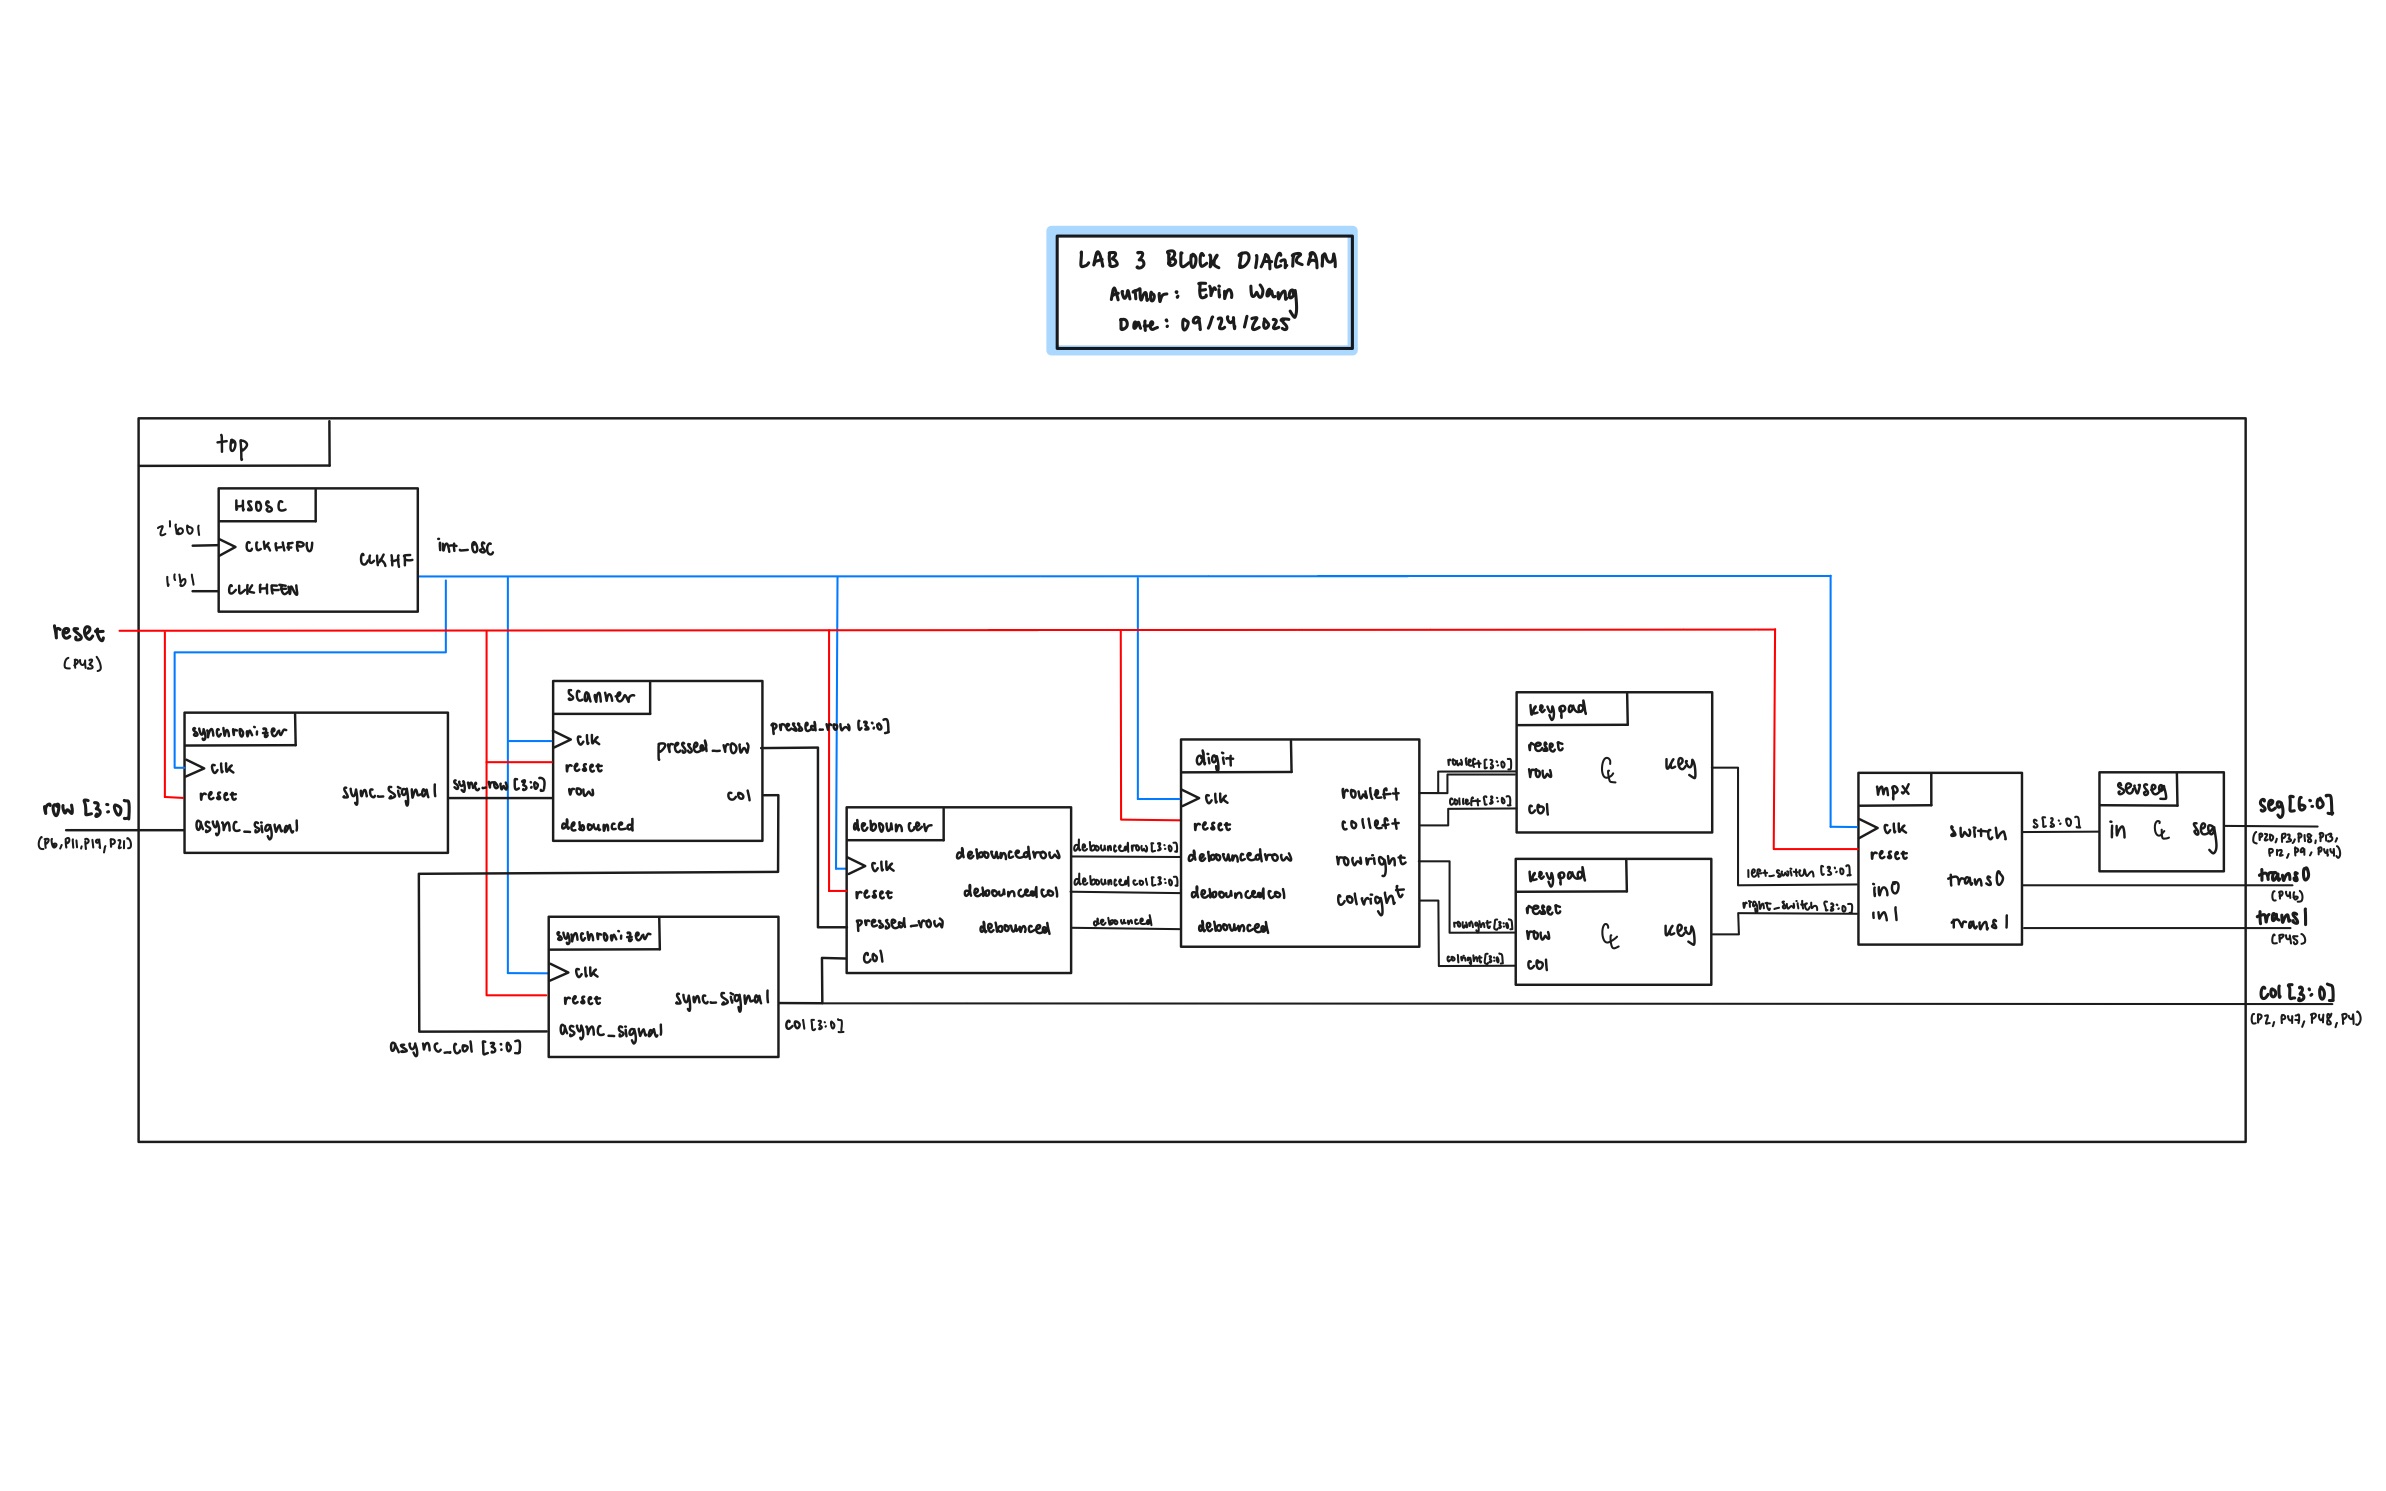 LAB 3 BLOCK DIAGRAM
Author: Erin Wang
Date: 09/24/2025
top
HSOSC
2'b01
CLKHFPU
CLKHF
int_osc
1'b1
CLKHFEN
reset
(P43)
synchronizer
clk
reset
sync_signal
async_signal
row [3:0]
(P6, P11, P19, P21)
sync_row [3:0]
scanner
clk
pressed_row
reset
row
col
debounced
pressed_row [3:0]
synchronizer
clk
reset
sync_signal
async_signal
async_col [3:0]
col [3:0]
debouncer
debouncedrow
clk
reset
debouncedcol
pressed_row
debounced
col
debouncedrow [3:0]
debouncedcol [3:0]
debounced
digit
rowleft
clk
reset
colleft
debouncedrow
rowright
debouncedcol
colright
debounced
rowleft [3:0]
colleft [3:0]
rowright [3:0]
colright [3:0]
keypad
reset
row
CL
key
col
keypad
reset
row
CL
key
col
left_switch [3:0]
right_switch [3:0]
mpx
clk
switch
reset
in0
trans0
in1
trans1
s[3:0]
sevseg
in
CL
seg
seg [6:0]
(P20, P3, P18, P13,
P12, P9, P44)
trans0
(P46)
trans1
(P45)
col [3:0]
(P2, P47, P48, P4)